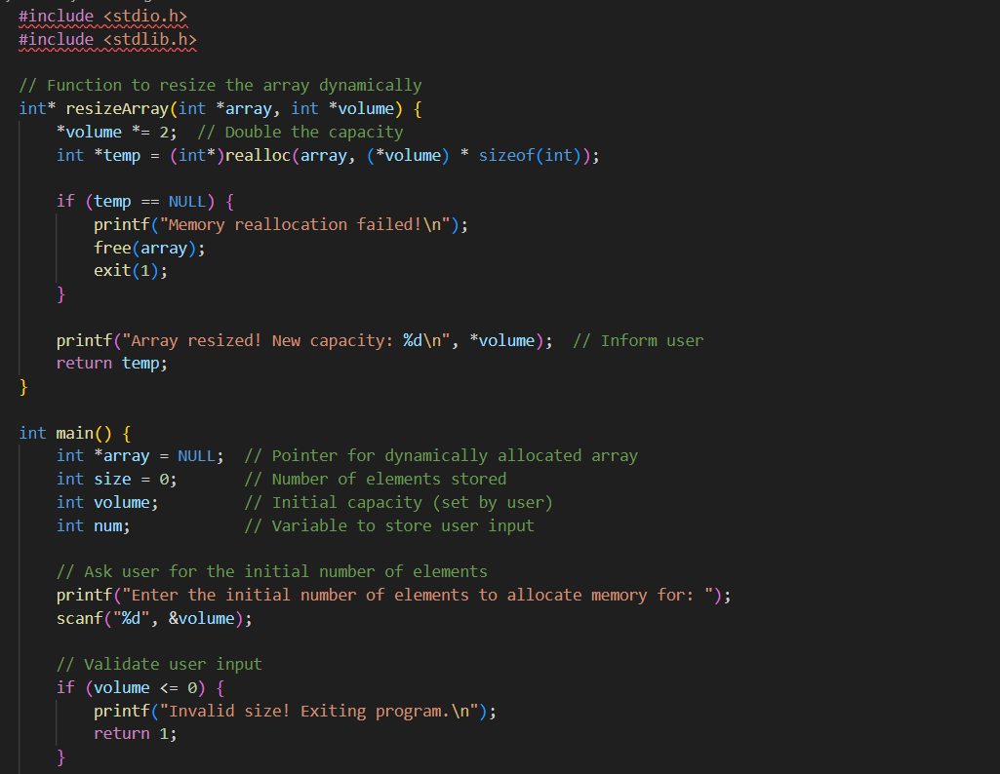 #include <stdio.h>
#include <stdlib.h>
// Function to resize the array dynamically
int* resizeArray(int *array, int *volume) {
    *volume *= 2;  // Double the capacity
    int *temp = (int*)realloc(array, (*volume) * sizeof(int));
    if (temp == NULL) {
        printf("Memory reallocation failed!\n");
        free(array);
        exit(1);
    }
    printf("Array resized! New capacity: %d\n", *volume);  // Inform user
    return temp;
}
int main() {
    int *array = NULL;  // Pointer for dynamically allocated array
    int size = 0;       // Number of elements stored
    int volume;         // Initial capacity (set by user)
    int num;            // Variable to store user input
    // Ask user for the initial number of elements
    printf("Enter the initial number of elements to allocate memory for: ");
    scanf("%d", &volume);
    // Validate user input
    if (volume <= 0) {
        printf("Invalid size! Exiting program.\n");
        return 1;
    }